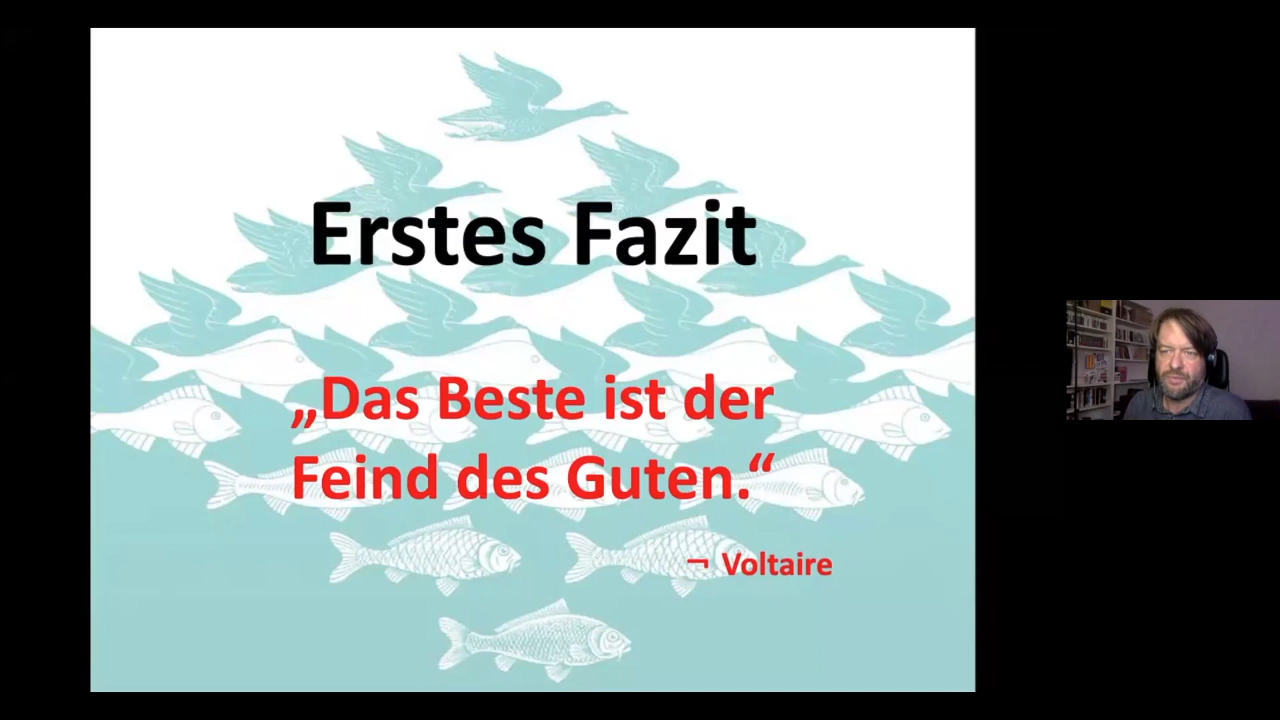 Erstes Fazit
„Das Beste ist der
Feind des Guten.“
¬ Voltaire